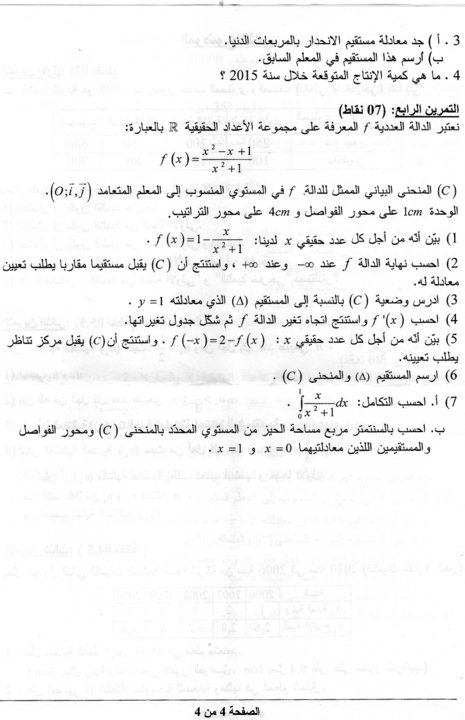 3 . أ ) جد معادلة مستقيم الانحدار بالمربعات الدنيا.
ب) أرسم هذا المستقيم في المعلم السابق.
4 . ما هي كمية الإنتاج المتوقعة خلال سنة 2015 ؟
التمرين الرابع: (07 نقاط)
نعتبر الدالة العددية f المعرفة على مجموعة الأعداد الحقيقية ℝ بالعبارة:
f (x) = (x² − x + 1)/(x² + 1)
(C) المنحنى البياني الممثل للدالة f في المستوي المنسوب إلى المعلم المتعامد (O; i⃗, j⃗).
الوحدة 1cm على محور الفواصل و 4cm على محور التراتيب.
1) بيّن أنّه من أجل كل عدد حقيقي x لدينا: f (x) = 1 − x/(x² + 1) .
2) احسب نهاية الدالة f عند ∞− وعند ∞+ ، واستنتج أن (C) يقبل مستقيما مقاربا يطلب تعيين
معادلة له.
3) ادرس وضعية (C) بالنسبة إلى المستقيم (Δ) الذي معادلته y = 1 .
4) احسب f '(x) واستنتج اتجاه تغير الدالة f ثم شكّل جدول تغيراتها.
5) بيّن أنّه من أجل كل عدد حقيقي x : f (−x) = 2 − f (x) . واستنتج أن (C) يقبل مركز تناظر
يطلب تعيينه.
6) ارسم المستقيم (Δ) والمنحنى (C) .
7) أ. احسب التكامل: ∫₀¹ x/(x² + 1) dx .
ب. احسب بالسنتمتر مربع مساحة الحيز من المستوي المحدّد بالمنحنى (C) ومحور الفواصل
والمستقيمين اللذين معادلتيهما x = 0 و x = 1 .
الصفحة 4 من 4